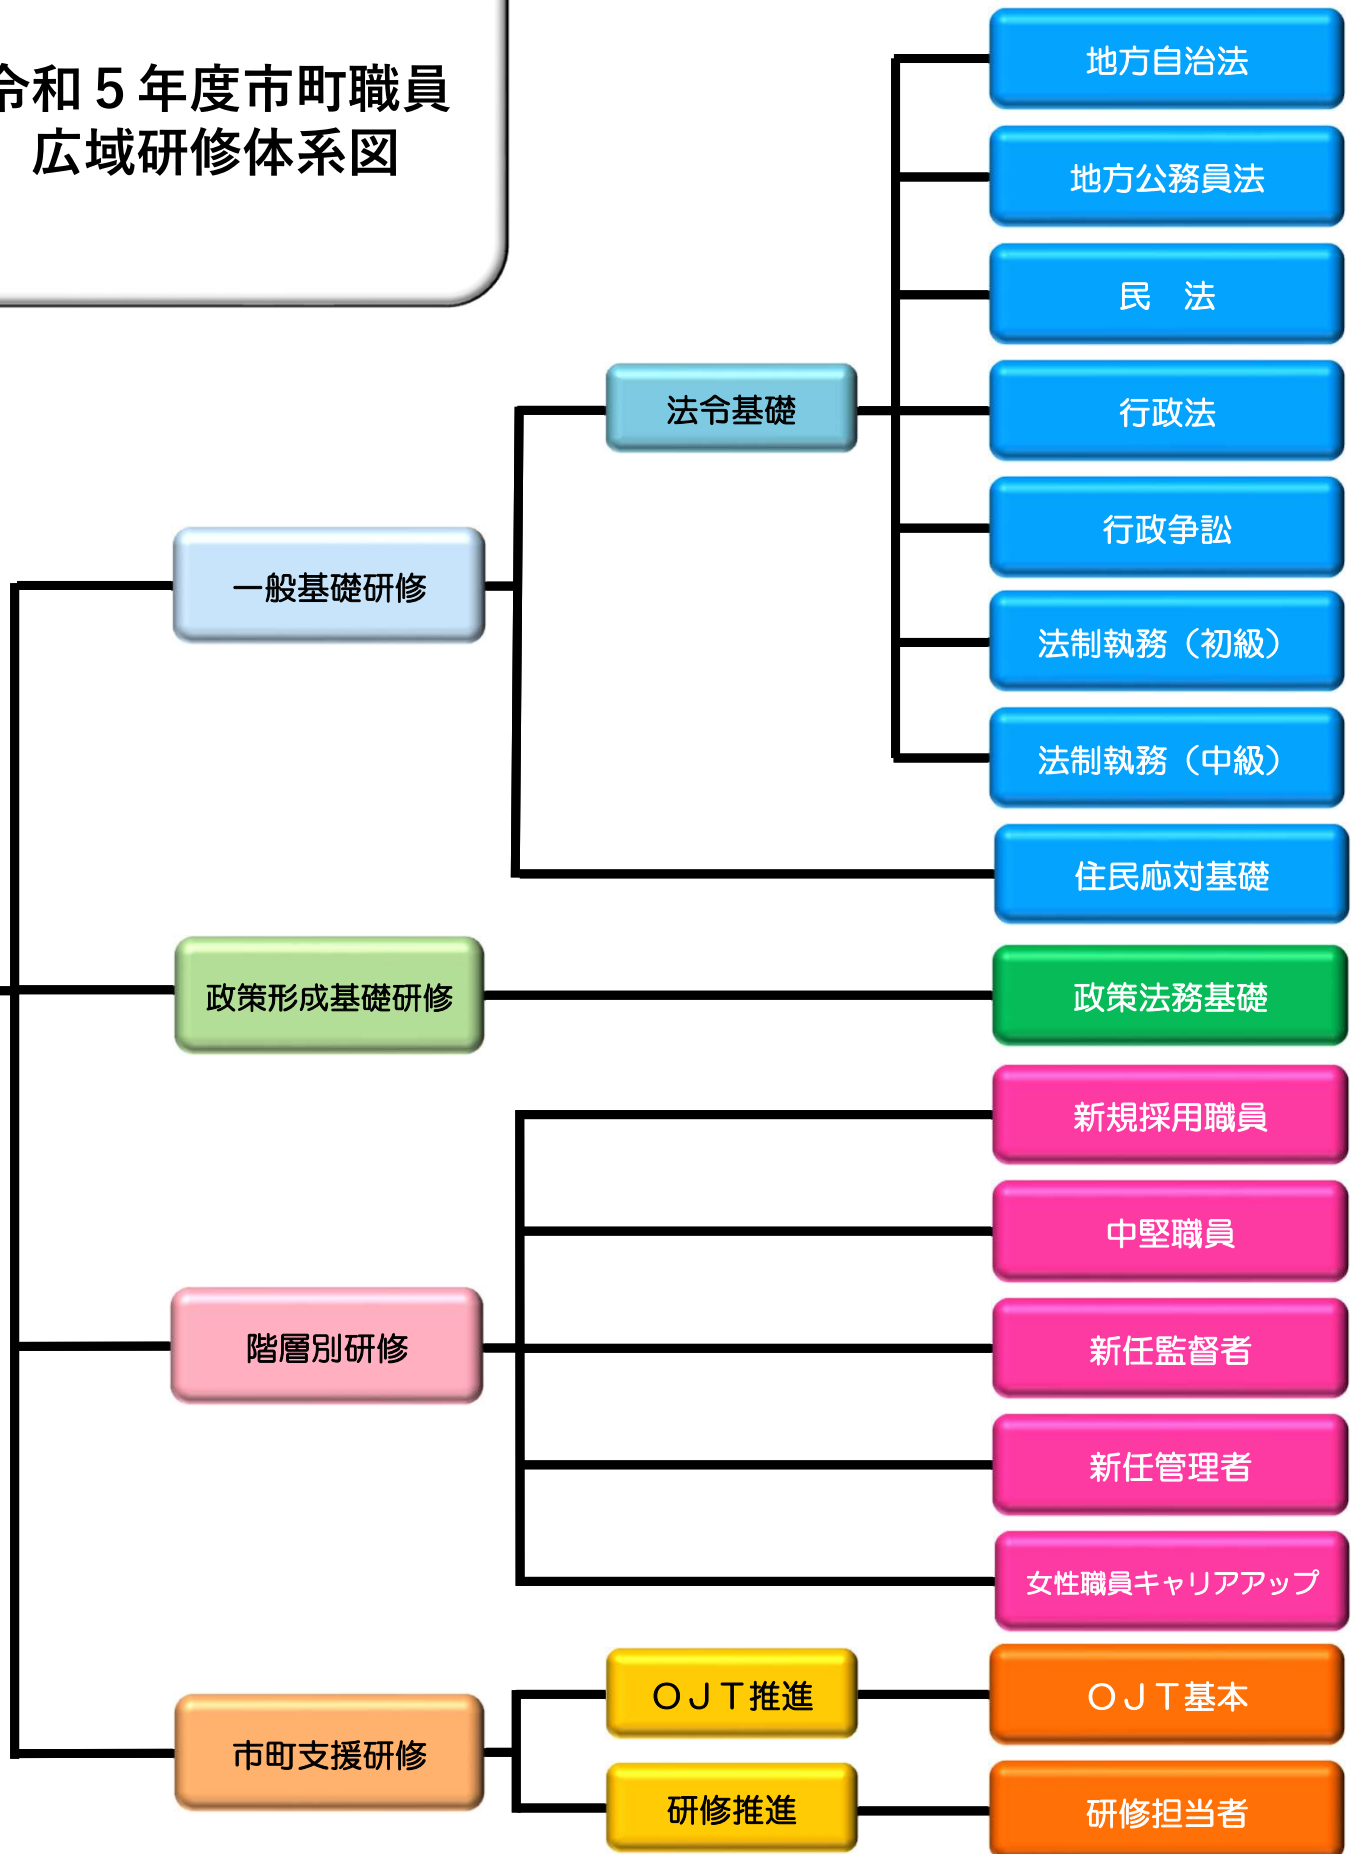 令和５年度市町職員
広域研修体系図
地方自治法
地方公務員法
民　法
法令基礎
行政法
行政争訟
一般基礎研修
法制執務（初級）
法制執務（中級）
住民応対基礎
政策形成基礎研修
政策法務基礎
新規採用職員
中堅職員
階層別研修
新任監督者
新任管理者
女性職員キャリアアップ
市町支援研修
ＯＪＴ推進
ＯＪＴ基本
研修推進
研修担当者